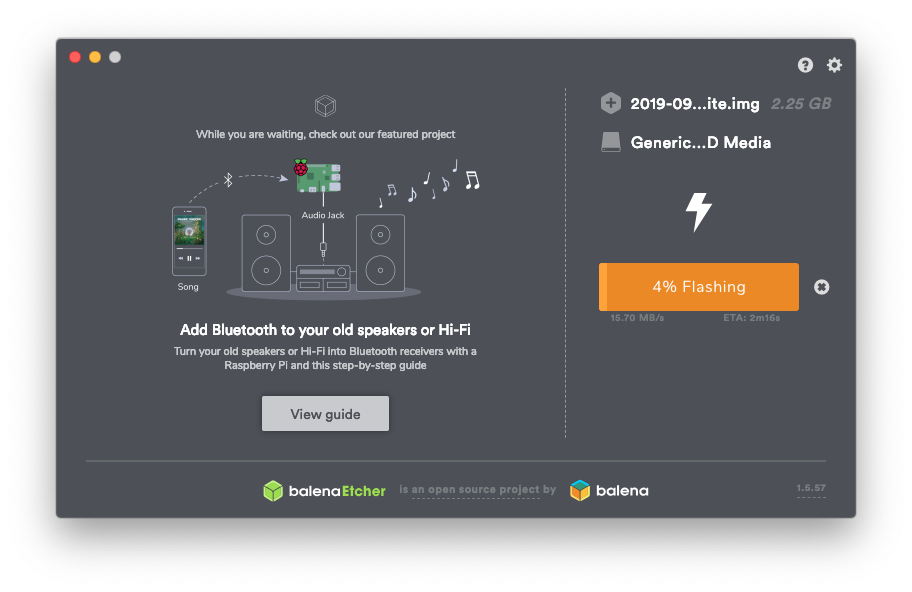 While you are waiting, check out our featured project
Audio Jack
Song
Add Bluetooth to your old speakers or Hi-Fi
Turn your old speakers or Hi-Fi into Bluetooth receivers with a
Raspberry Pi and this step-by-step guide
View guide
2019-09...ite.img 2.25 GB
Generic...D Media
4% Flashing
15.70 MB/s ETA: 2m16s
balenaEtcher is an open source project by balena 1.5.57